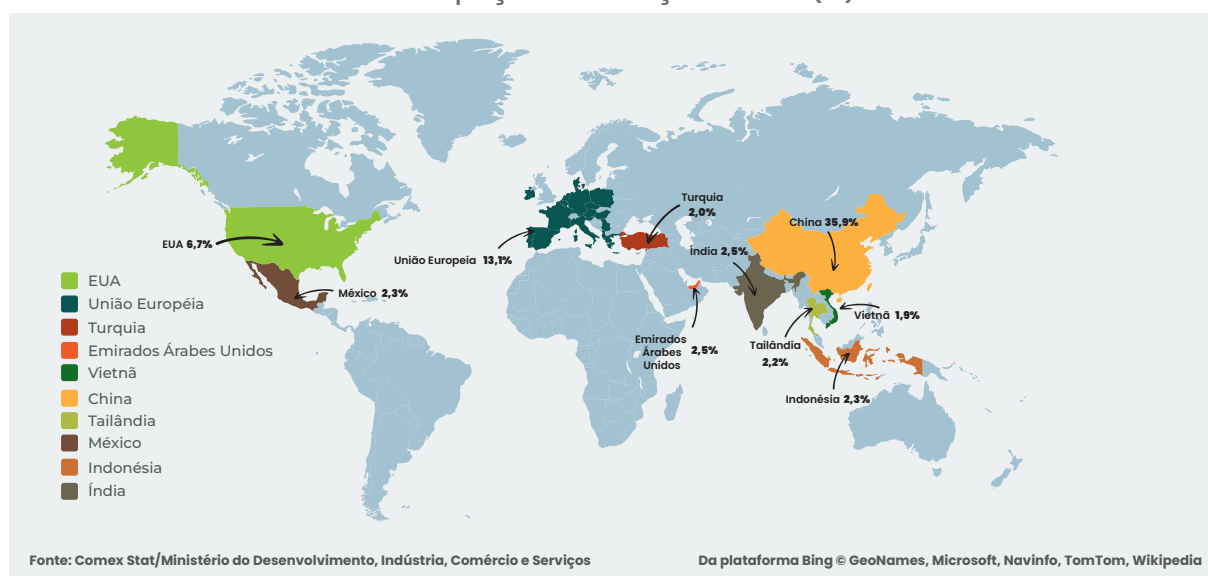 Turquia
2,0%
China 35,9%
EUA 6,7%
Índia 2,5%
União Europeia 13,1%
EUA
México 2,3%
União Européia
Vietnã 1,9%
Turquia
Emirados
Árabes
Unidos
2,5%
Tailândia
2,2%
Emirados Árabes Unidos
Vietnã
China
Indonésia 2,3%
Tailândia
México
Indonésia
Índia
Fonte: Comex Stat/Ministério do Desenvolvimento, Indústria, Comércio e Serviços
Da plataforma Bing © GeoNames, Microsoft, Navinfo, TomTom, Wikipedia